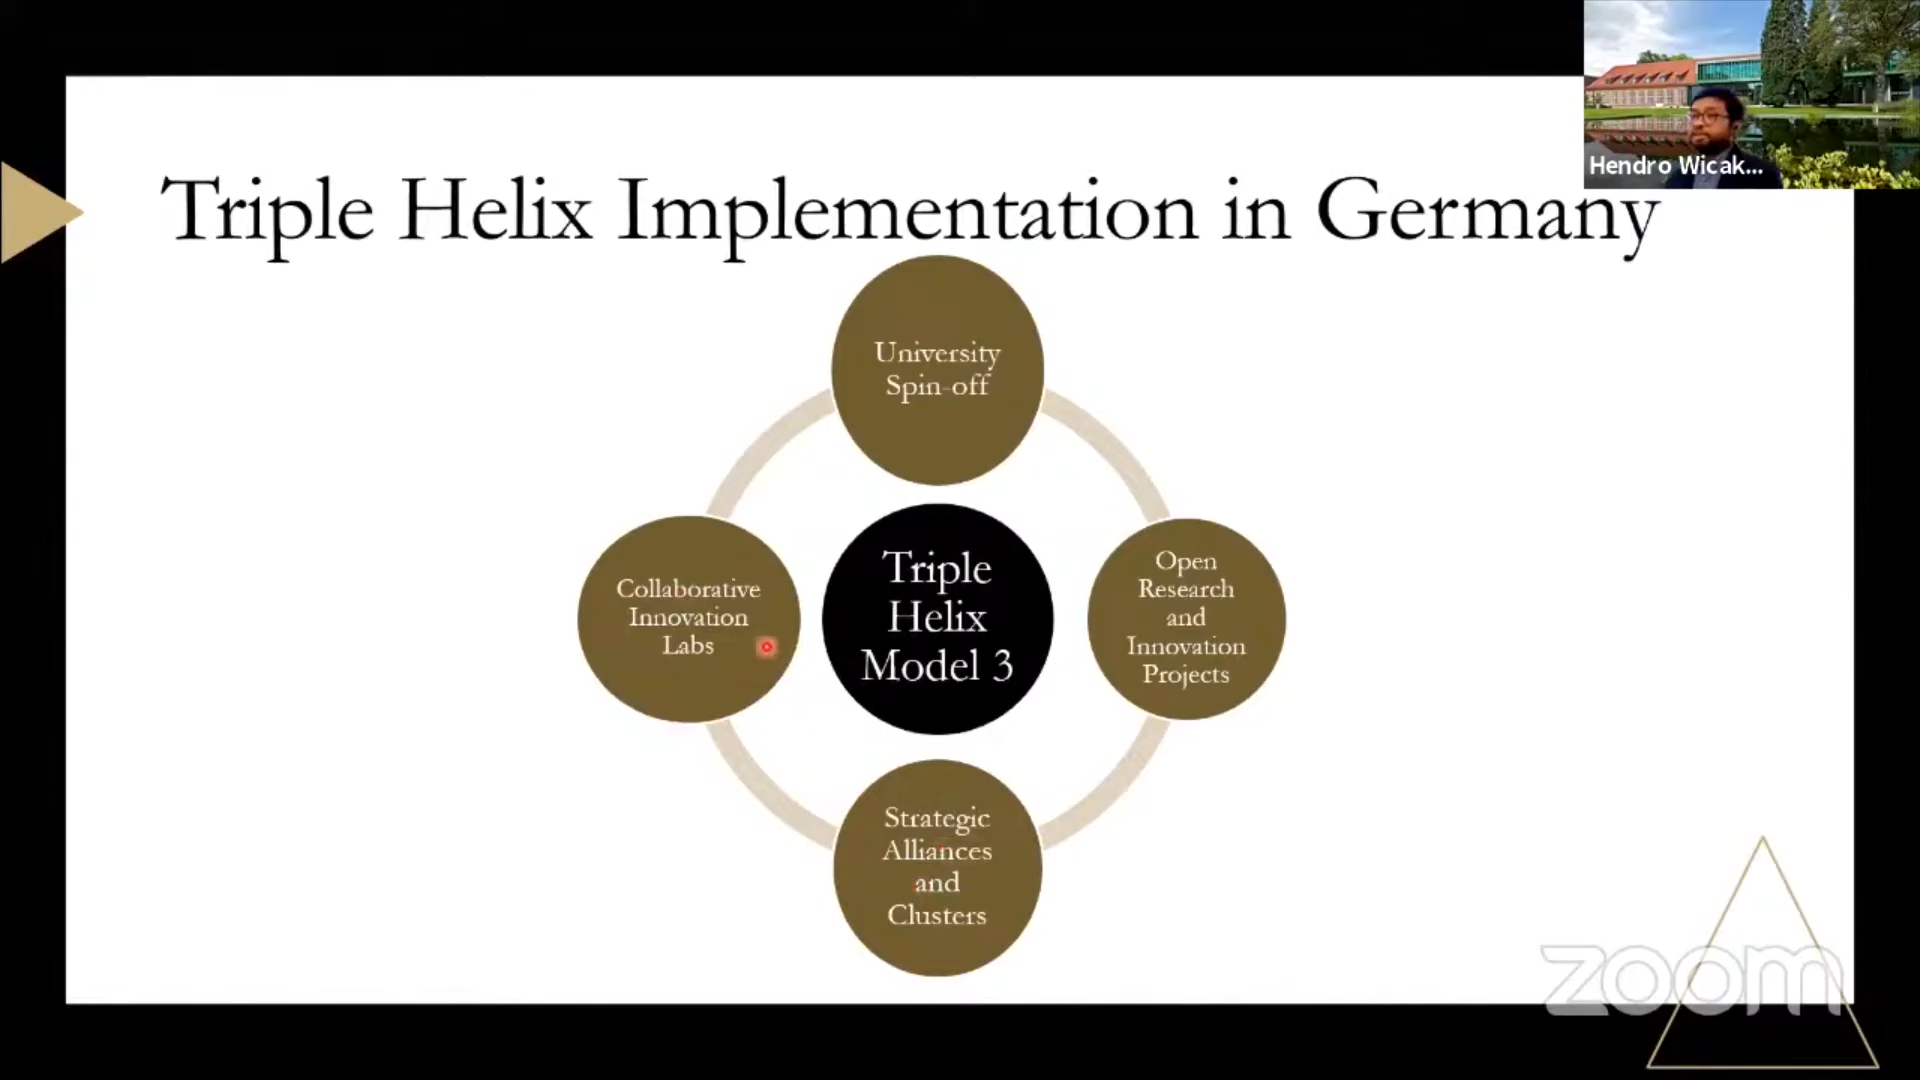 Hendro Wicak...
Triple Helix Implementation in Germany
University
Spin-off
Collaborative
Innovation
Labs
Triple
Helix
Model 3
Open
Research
and
Innovation
Projects
Strategic
Alliances
and
Clusters
zoom